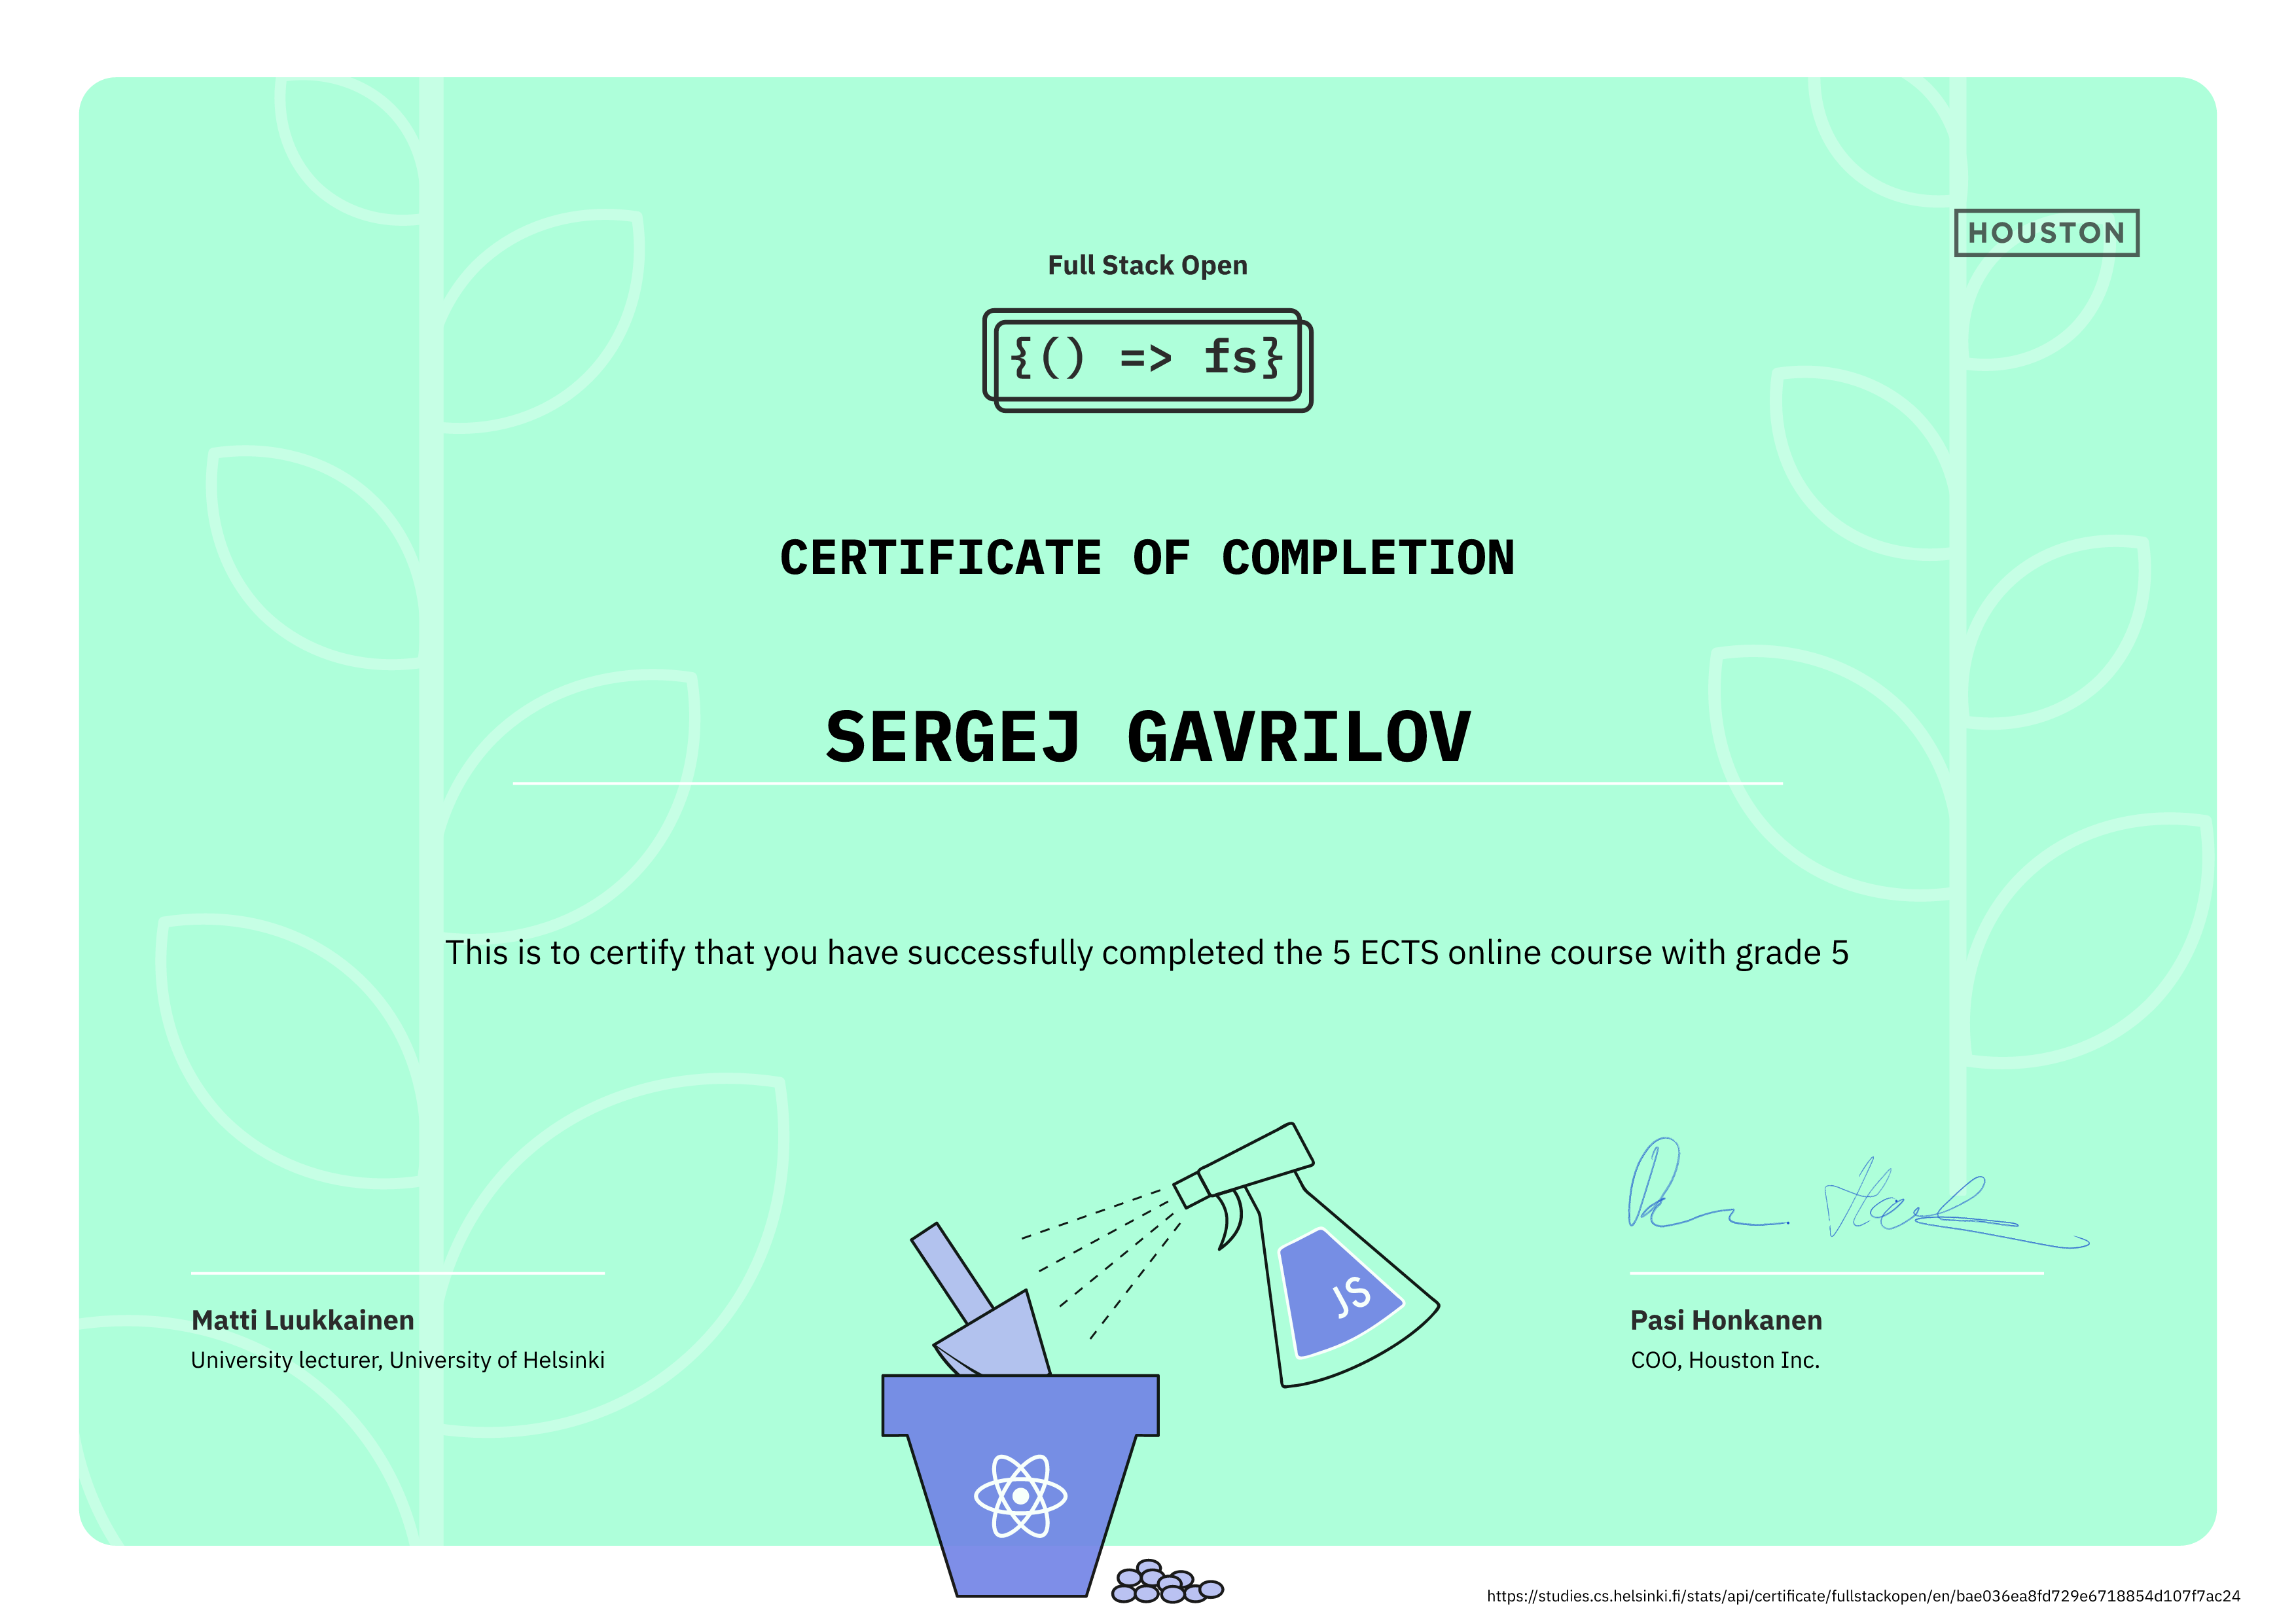 HOUSTON
Full Stack Open
{() => fs}
CERTIFICATE OF COMPLETION
SERGEJ GAVRILOV
This is to certify that you have successfully completed the 5 ECTS online course with grade 5
JS
Matti Luukkainen
University lecturer, University of Helsinki
Pasi Honkanen
COO, Houston Inc.
https://studies.cs.helsinki.fi/stats/api/certificate/fullstackopen/en/bae036ea8fd729e6718854d107f7ac24